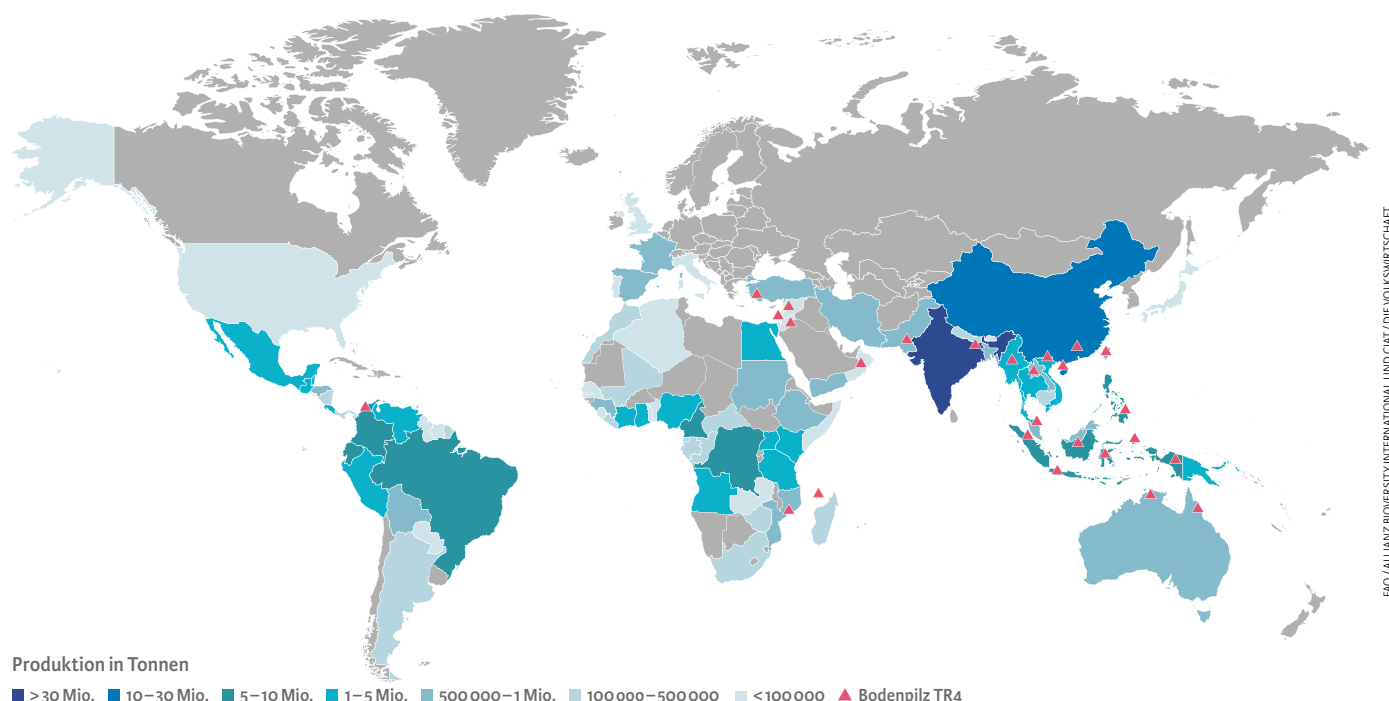 Produktion in Tonnen
>30 Mio. 10–30 Mio. 5–10 Mio. 1–5 Mio. 500 000–1 Mio. 100 000–500 000 <100 000 Bodenpilz TR4
FAO / ALLIANZ BIOVERSITY INTERNATIONAL UND CIAT / DIE VOLKSWIRTSCHAFT